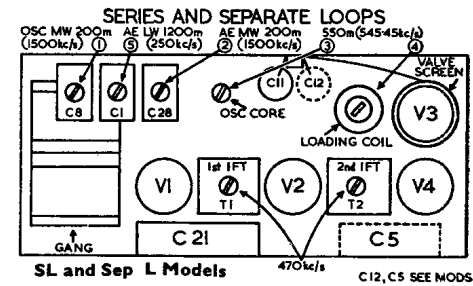 SERIES AND SEPARATE LOOPS
OSC MW 200m AE LW 1200m AE MW 200m 550m(545·45kc/s)
(1500kc/s) 1 5 (250kc/s) 2 (1500kc/s) 3 4
VALVE
SCREEN
C8 C1 C28 C11 C12
OSC CORE
V3
LOADING COIL
1st IFT 2nd IFT
V1 T1 V2 T2 V4
GANG C21 C5
470kc/s
SL and Sep L Models
C12, C5 SEE MODS